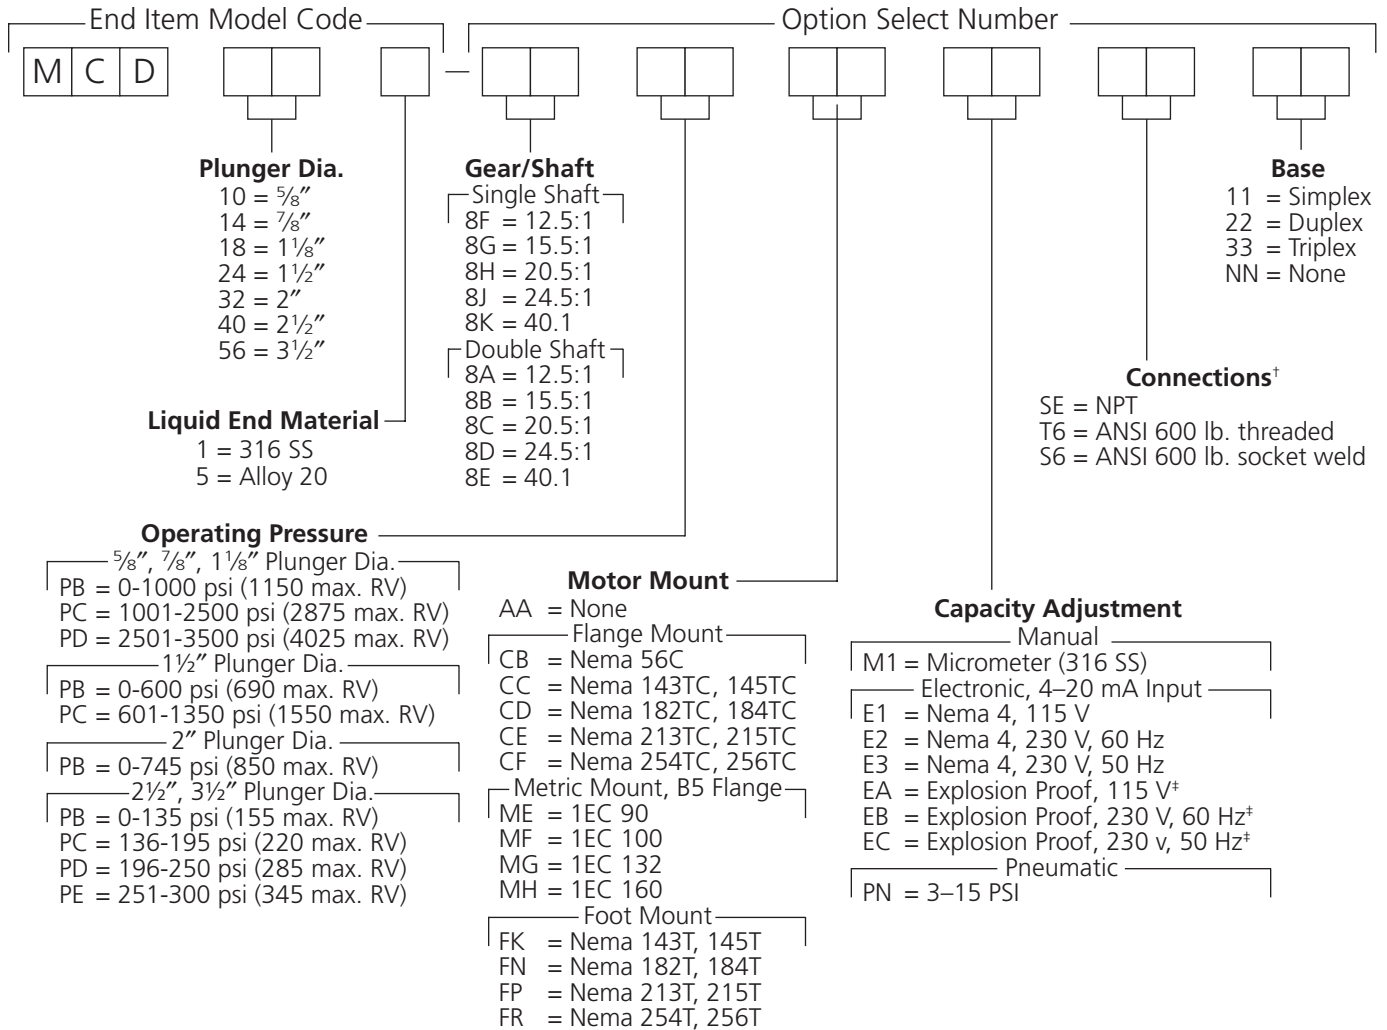 End Item Model Code
Option Select Number
M C D
—
Plunger Dia.
10 = 5⁄8″
14 = 7⁄8″
18 = 1 1⁄8″
24 = 1 1⁄2″
32 = 2″
40 = 2 1⁄2″
56 = 3 1⁄2″
Liquid End Material
1 = 316 SS
5 = Alloy 20
Gear/Shaft
Single Shaft
8F = 12.5:1
8G = 15.5:1
8H = 20.5:1
8J = 24.5:1
8K = 40.1
Double Shaft
8A = 12.5:1
8B = 15.5:1
8C = 20.5:1
8D = 24.5:1
8E = 40.1
Base
11 = Simplex
22 = Duplex
33 = Triplex
NN = None
Connections†
SE = NPT
T6 = ANSI 600 lb. threaded
S6 = ANSI 600 lb. socket weld
Operating Pressure
5⁄8″, 7⁄8″, 1 1⁄8″ Plunger Dia.
PB = 0-1000 psi (1150 max. RV)
PC = 1001-2500 psi (2875 max. RV)
PD = 2501-3500 psi (4025 max. RV)
1½″ Plunger Dia.
PB = 0-600 psi (690 max. RV)
PC = 601-1350 psi (1550 max. RV)
2″ Plunger Dia.
PB = 0-745 psi (850 max. RV)
2½″, 3½″ Plunger Dia.
PB = 0-135 psi (155 max. RV)
PC = 136-195 psi (220 max. RV)
PD = 196-250 psi (285 max. RV)
PE = 251-300 psi (345 max. RV)
Motor Mount
AA = None
Flange Mount
CB = Nema 56C
CC = Nema 143TC, 145TC
CD = Nema 182TC, 184TC
CE = Nema 213TC, 215TC
CF = Nema 254TC, 256TC
Metric Mount, B5 Flange
ME = 1EC 90
MF = 1EC 100
MG = 1EC 132
MH = 1EC 160
Foot Mount
FK = Nema 143T, 145T
FN = Nema 182T, 184T
FP = Nema 213T, 215T
FR = Nema 254T, 256T
Capacity Adjustment
Manual
M1 = Micrometer (316 SS)
Electronic, 4–20 mA Input
E1 = Nema 4, 115 V
E2 = Nema 4, 230 V, 60 Hz
E3 = Nema 4, 230 V, 50 Hz
EA = Explosion Proof, 115 V‡
EB = Explosion Proof, 230 V, 60 Hz‡
EC = Explosion Proof, 230 v, 50 Hz‡
Pneumatic
PN = 3–15 PSI